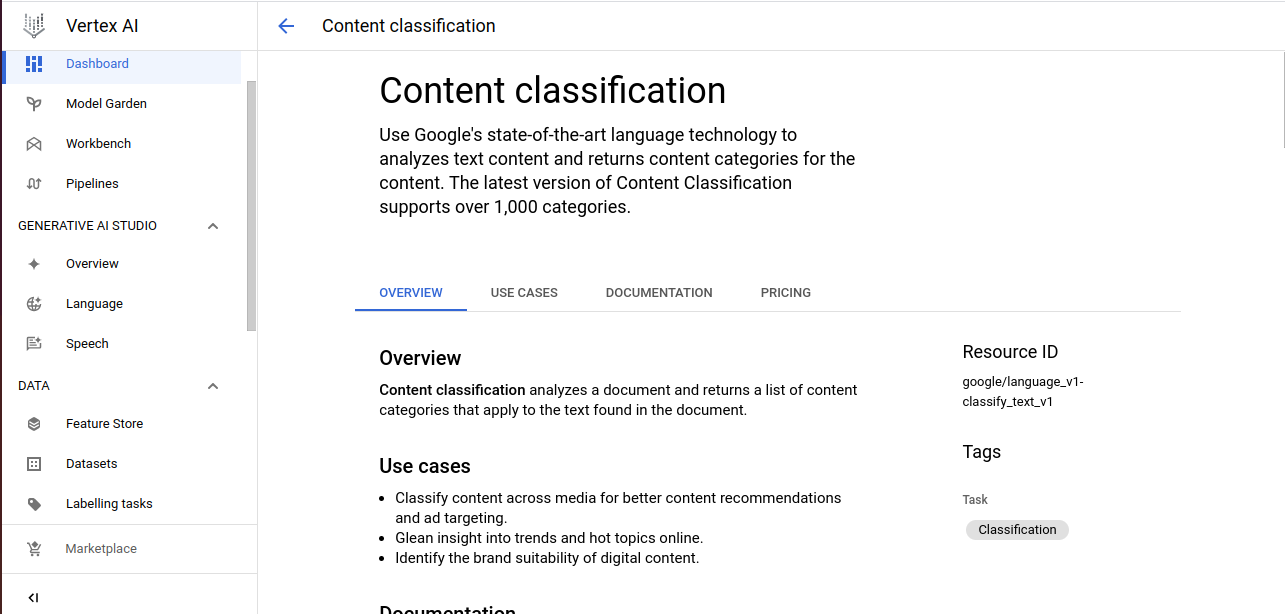 Vertex AI
Dashboard
Model Garden
Workbench
Pipelines
GENERATIVE AI STUDIO
Overview
Language
Speech
DATA
Feature Store
Datasets
Labelling tasks
Marketplace
Content classification
Content classification
Use Google's state-of-the-art language technology to
analyzes text content and returns content categories for the
content. The latest version of Content Classification
supports over 1,000 categories.
OVERVIEW
USE CASES
DOCUMENTATION
PRICING
Overview
Content classification analyzes a document and returns a list of content
categories that apply to the text found in the document.
Use cases
• Classify content across media for better content recommendations
and ad targeting.
• Glean insight into trends and hot topics online.
• Identify the brand suitability of digital content.
Documentation
Resource ID
google/language_v1-
classify_text_v1
Tags
Task
Classification